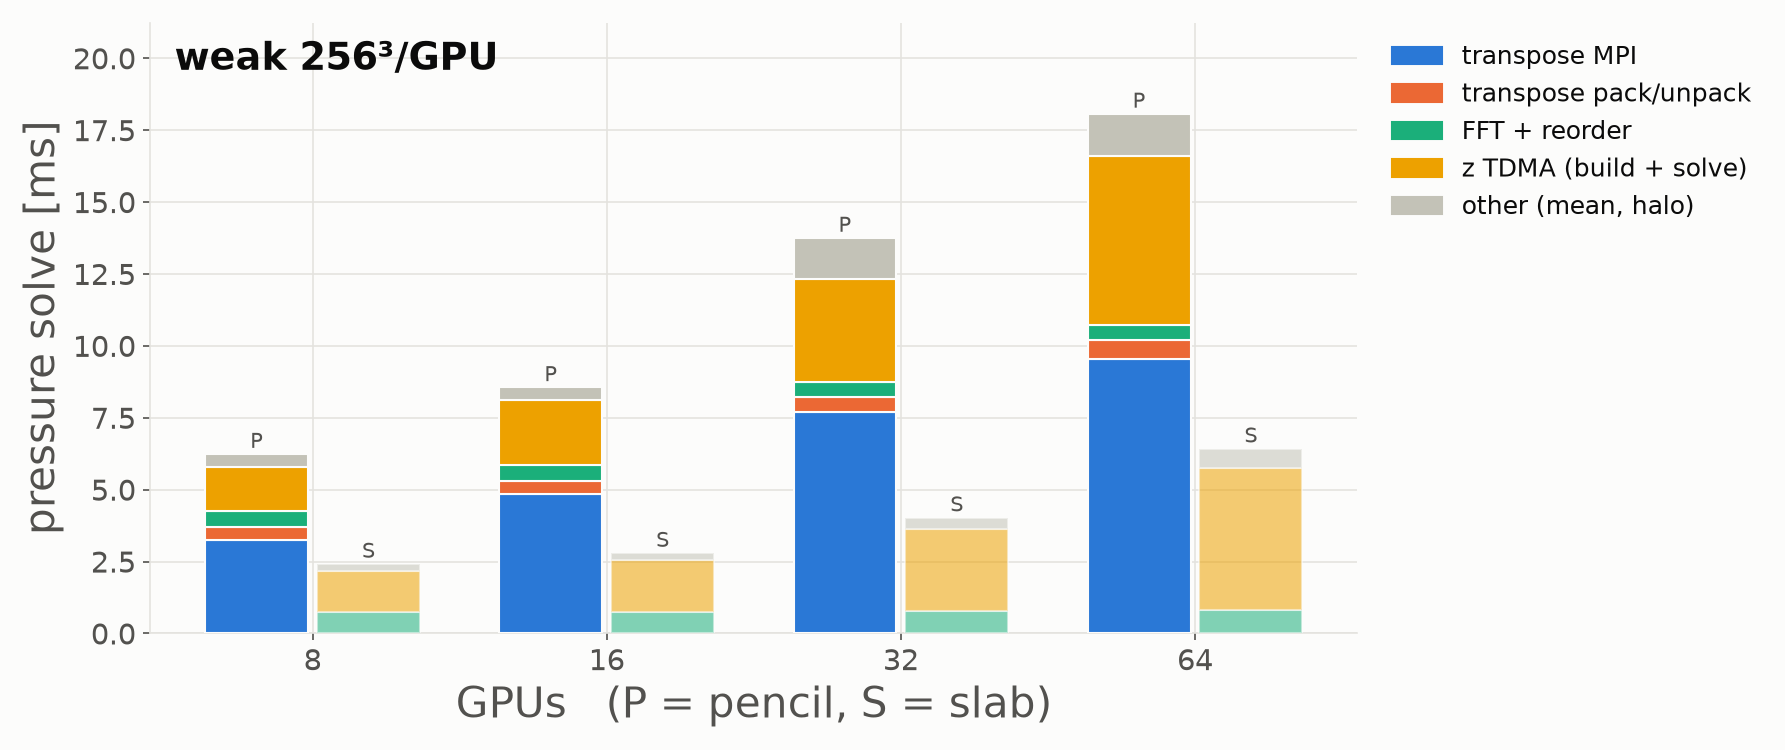 weak 256³/GPU
pressure solve [ms]
20.0
17.5
15.0
12.5
10.0
7.5
5.0
2.5
0.0
P
S
P
S
P
S
P
S
8
16
32
64
GPUs (P = pencil, S = slab)
transpose MPI
transpose pack/unpack
FFT + reorder
z TDMA (build + solve)
other (mean, halo)